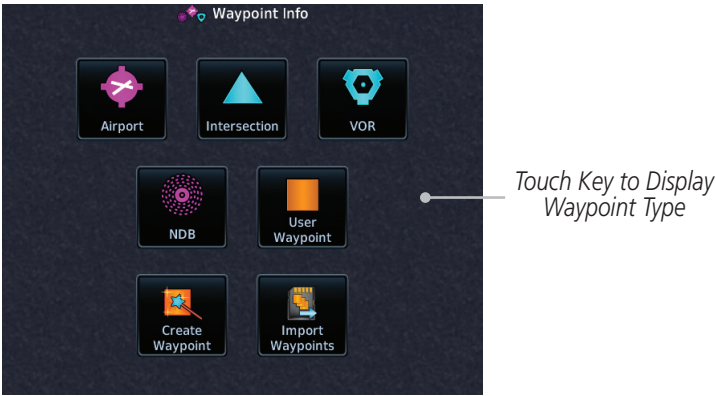 Waypoint Info
Airport
Intersection
VOR
Touch Key to Display
Waypoint Type
NDB
User
Waypoint
Create
Waypoint
Import
Waypoints